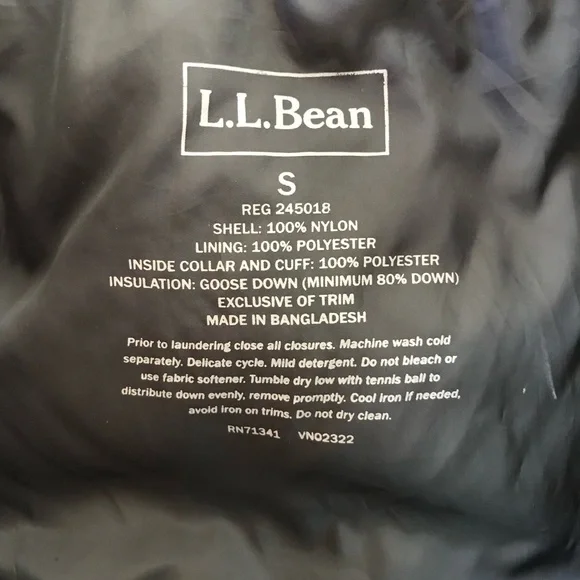 L.L.Bean
S
REG 245018
SHELL: 100% NYLON
LINING: 100% POLYESTER
INSIDE COLLAR AND CUFF: 100% POLYESTER
INSULATION: GOOSE DOWN (MINIMUM 80% DOWN)
EXCLUSIVE OF TRIM
MADE IN BANGLADESH
Prior to laundering close all closures. Machine wash cold
separately. Delicate cycle. Mild detergent. Do not bleach or
use fabric softener. Tumble dry low with tennis ball to
distribute down evenly, remove promptly. Cool iron if needed,
avoid iron on trims. Do not dry clean.
RN71341 VN02322